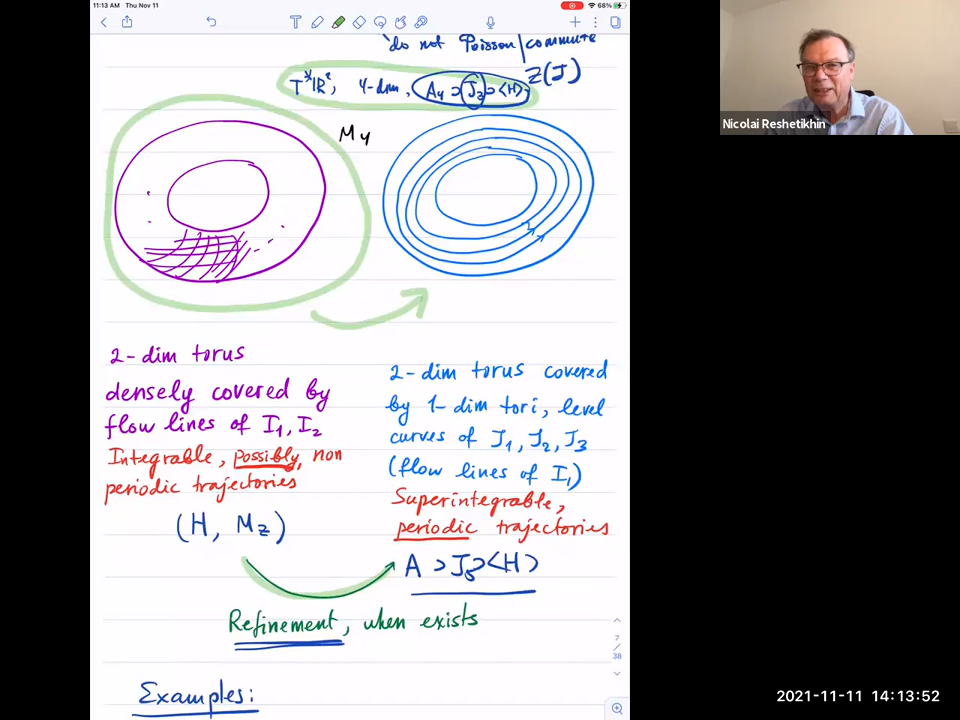 11:13 AM Thu Nov 11
68%
do not Poisson/commute
T*ℝ², 4-dim, A₄ ⊃ J₃ ⊃ <H>, Z(J)
M₄
2-dim torus
densely covered by
flow lines of I₁, I₂
Integrable, possibly, non
periodic trajectories
(H, M_z)
2-dim torus covered
by 1-dim tori, level
curves of J₁, J₂, J₃
(flow lines of I₁)
Superintegrable,
periodic trajectories
A ⊃ J₃ ⊃ <H>
Refinement, when exists
Examples:
7
/
38
Nicolai Reshetikhin
2021-11-11 14:13:52